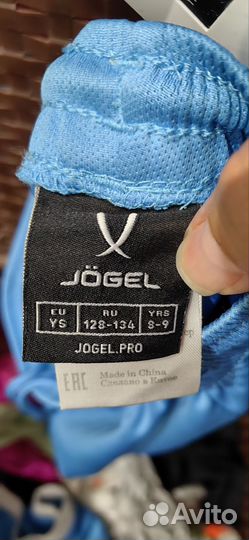 JÖGEL
EU RU YRS
YS 128-134 8-9
JOGEL.PRO
EAC Made in China
Сделано в Китае
Avito